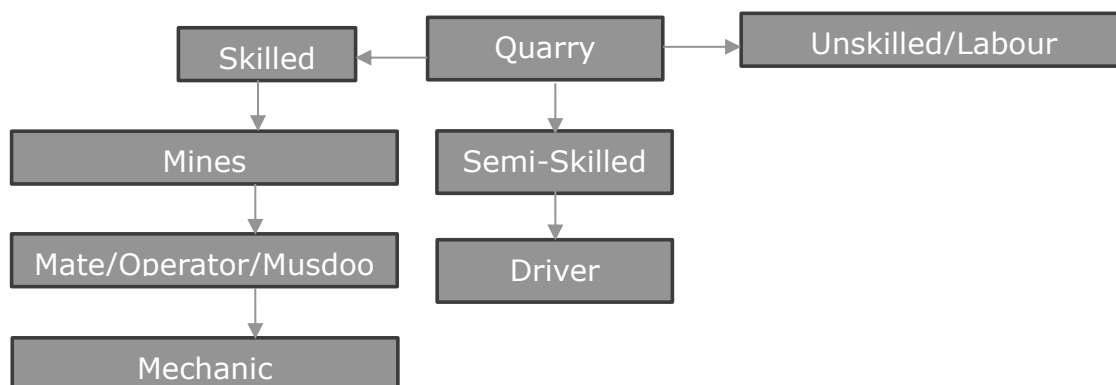 Skilled
Quarry
Unskilled/Labour
Mines
Semi-Skilled
Mate/Operator/Musdoo
Driver
Mechanic